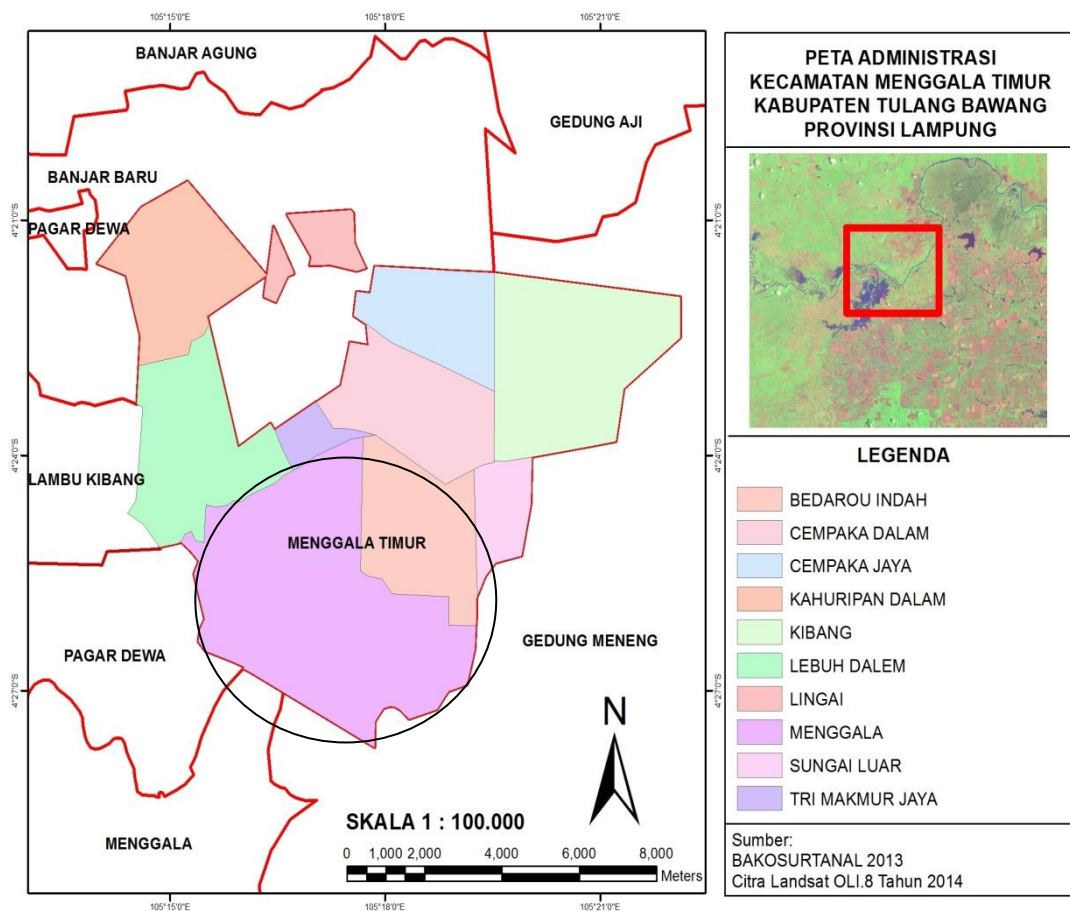 105°15'0"E
105°18'0"E
105°21'0"E
BANJAR AGUNG
GEDUNG AJI
BANJAR BARU
4°21'0"S
PAGAR DEWA
4°21'0"S
4°24'0"S
LAMBU KIBANG
4°24'0"S
MENGGALA TIMUR
GEDUNG MENENG
PAGAR DEWA
4°27'0"S
4°27'0"S
N
SKALA 1 : 100.000
MENGGALA
0 1,000 2,000 4,000 6,000 8,000
Meters
105°15'0"E
105°18'0"E
105°21'0"E
PETA ADMINISTRASI
KECAMATAN MENGGALA TIMUR
KABUPATEN TULANG BAWANG
PROVINSI LAMPUNG
LEGENDA
BEDAROU INDAH
CEMPAKA DALAM
CEMPAKA JAYA
KAHURIPAN DALAM
KIBANG
LEBUH DALEM
LINGAI
MENGGALA
SUNGAI LUAR
TRI MAKMUR JAYA
Sumber:
BAKOSURTANAL 2013
Citra Landsat OLI.8 Tahun 2014